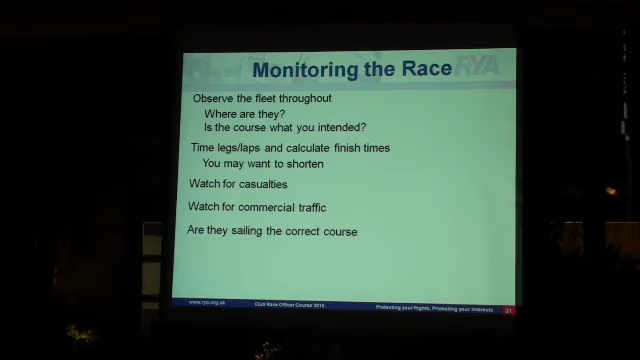 Monitoring the Race
RYA
Observe the fleet throughout
Where are they?
Is the course what you intended?
Time legs/laps and calculate finish times
You may want to shorten
Watch for casualties
Watch for commercial traffic
Are they sailing the correct course
www.rya.org.uk Club Race Officer Course 2010 Protecting your Rights, Promoting your Interests 31